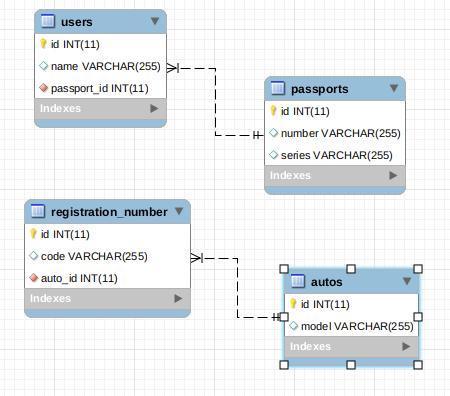 users
id INT(11)
name VARCHAR(255)
passport_id INT(11)
Indexes
passports
id INT(11)
number VARCHAR(255)
series VARCHAR(255)
Indexes
registration_number
id INT(11)
code VARCHAR(255)
auto_id INT(11)
Indexes
autos
id INT(11)
model VARCHAR(255)
Indexes